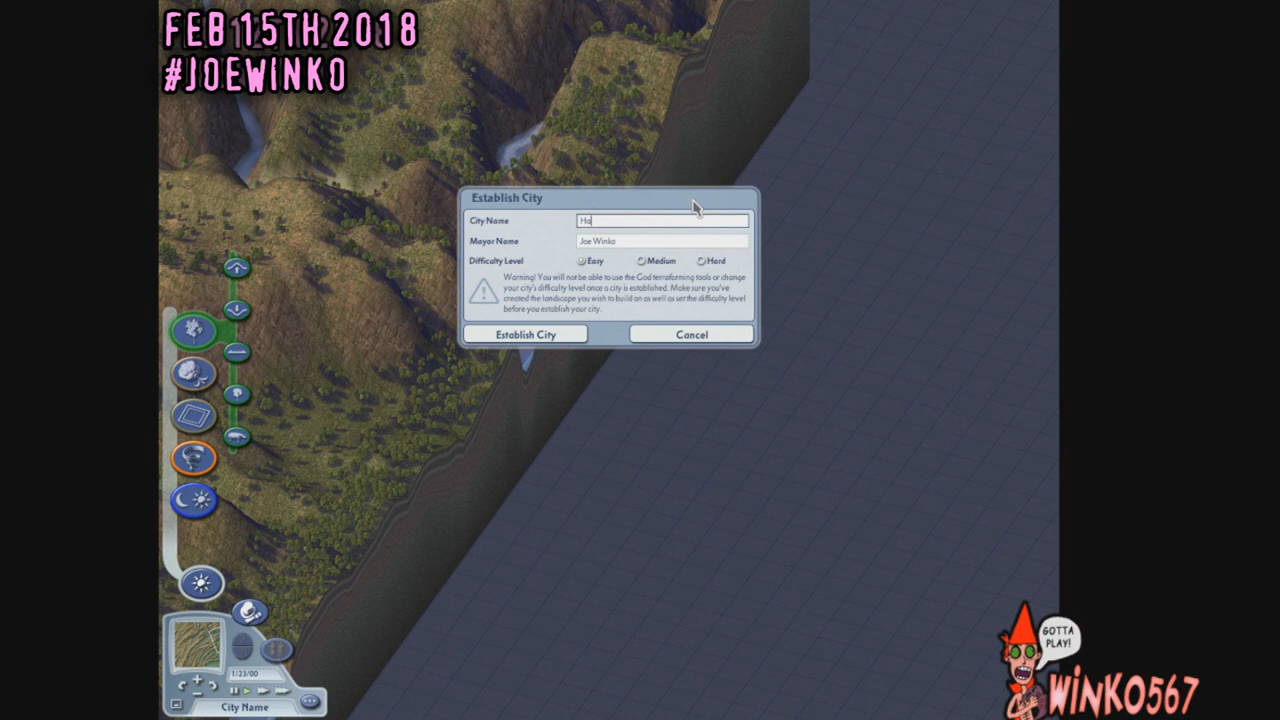 FEB 15TH 2018
#JOEWINKO
Establish City
City Name Ha
Mayor Name Joe Winko
Difficulty Level Easy Medium Hard
Warning! You will not be able to use the God terraforming tools or change
your city's difficulty level once a city is established. Make sure you've
created the landscape you wish to build on as well as set the difficulty level
before you establish your city.
Establish City Cancel
1/23/00
City Name
GOTTA
PLAY!
WINKO567